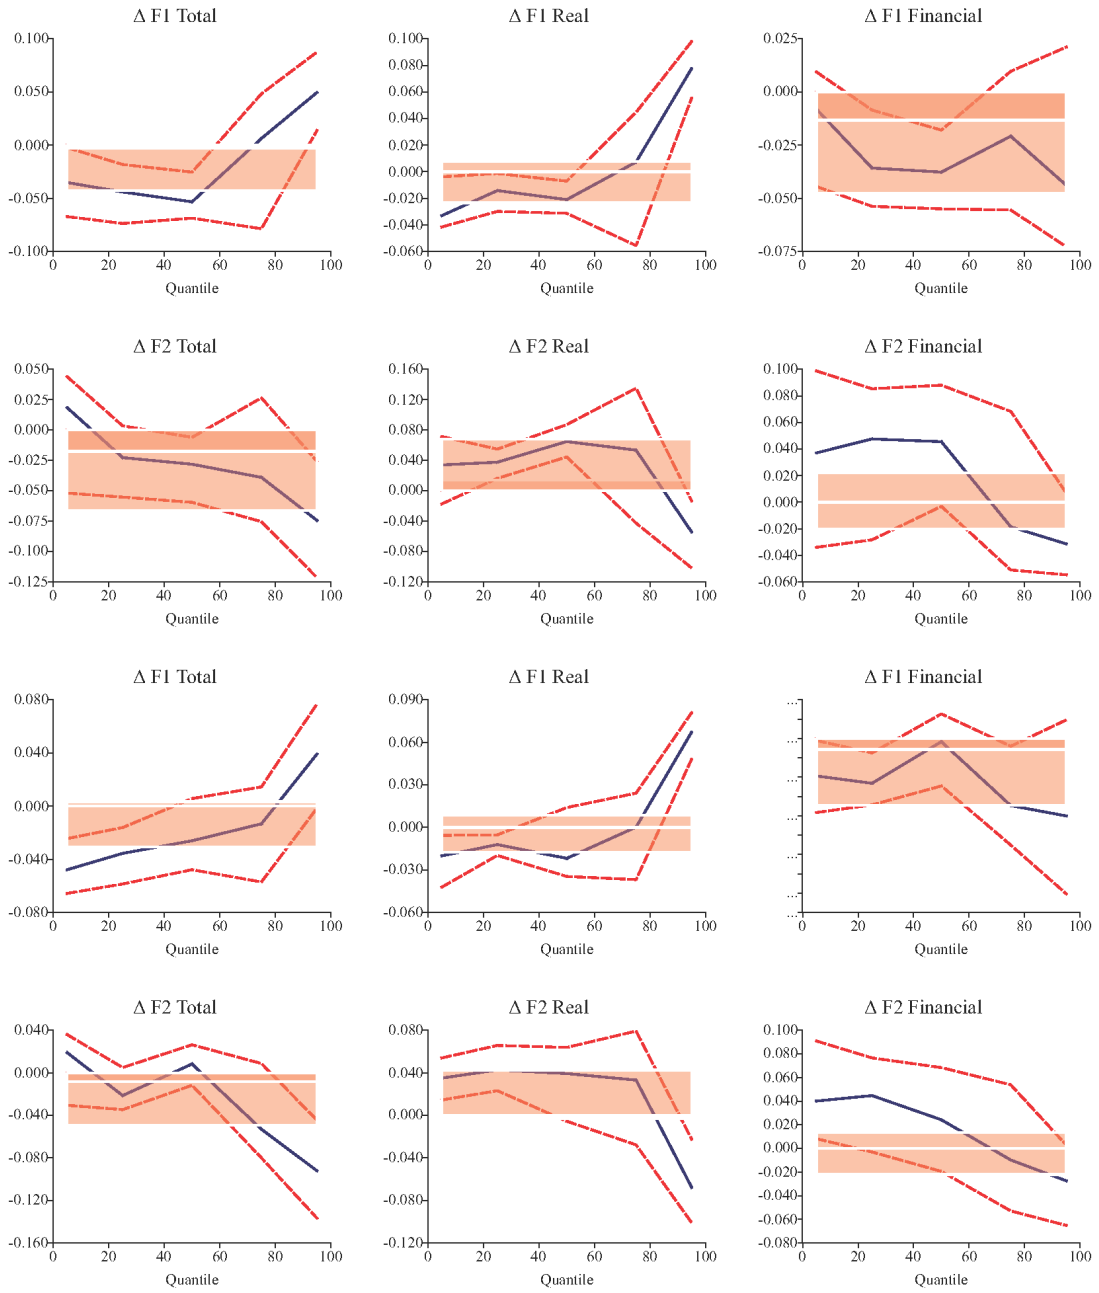 Δ F1 Total
0.100
0.050
0.000
-0.050
-0.100
0 20 40 60 80 100
Quantile
Δ F1 Real
0.100
0.080
0.060
0.040
0.020
0.000
-0.020
-0.040
-0.060
0 20 40 60 80 100
Quantile
Δ F1 Financial
0.025
0.000
-0.025
-0.050
-0.075
0 20 40 60 80 100
Quantile
Δ F2 Total
0.050
0.025
0.000
-0.025
-0.050
-0.075
-0.100
-0.125
0 20 40 60 80 100
Quantile
Δ F2 Real
0.160
0.120
0.080
0.040
0.000
-0.040
-0.080
-0.120
0 20 40 60 80 100
Quantile
Δ F2 Financial
0.100
0.080
0.060
0.040
0.020
0.000
-0.020
-0.040
-0.060
0 20 40 60 80 100
Quantile
Δ F1 Total
0.080
0.040
0.000
-0.040
-0.080
0 20 40 60 80 100
Quantile
Δ F1 Real
0.090
0.060
0.030
0.000
-0.030
-0.060
0 20 40 60 80 100
Quantile
Δ F1 Financial
...
...
...
...
...
...
...
0 20 40 60 80 100
Quantile
Δ F2 Total
0.040
0.000
-0.040
-0.080
-0.120
-0.160
0 20 40 60 80 100
Quantile
Δ F2 Real
0.080
0.040
0.000
-0.040
-0.080
-0.120
0 20 40 60 80 100
Quantile
Δ F2 Financial
0.100
0.080
0.060
0.040
0.020
0.000
-0.020
-0.040
-0.060
-0.080
0 20 40 60 80 100
Quantile